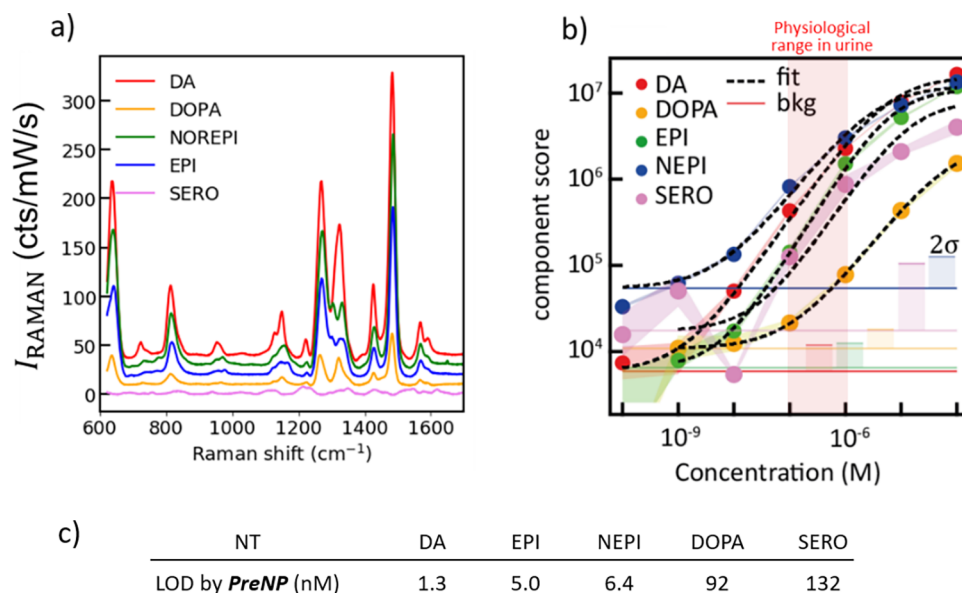 a)
I_RAMAN (cts/mW/s)
300
250
200
150
100
50
0
DA
DOPA
NOREPI
EPI
SERO
600 800 1000 1200 1400 1600
Raman shift (cm⁻¹)
b)
Physiological
range in urine
component score
10⁷
10⁶
10⁵
10⁴
DA
DOPA
EPI
NEPI
SERO
fit
bkg
2σ
10⁻⁹ 10⁻⁶
Concentration (M)
c)
NT DA EPI NEPI DOPA SERO
LOD by PreNP (nM) 1.3 5.0 6.4 92 132